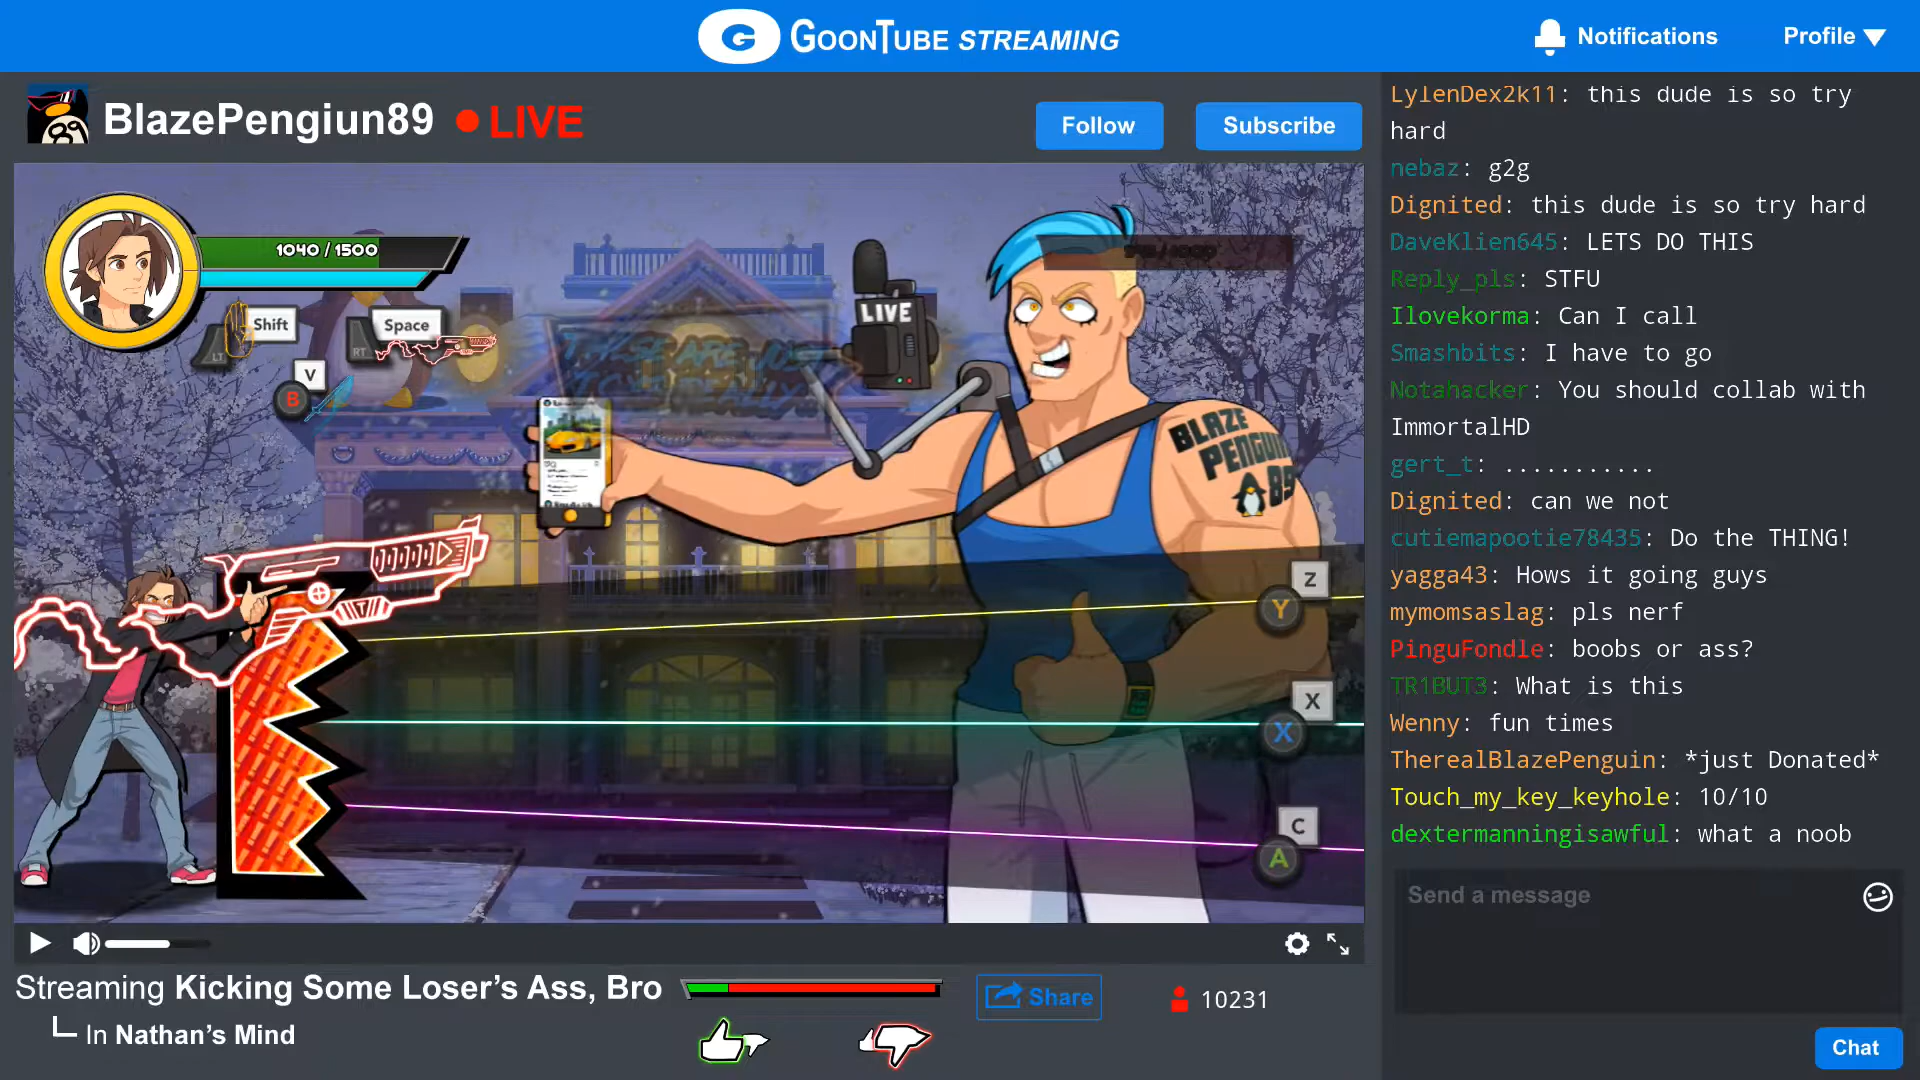 G GOONTUBE STREAMING
Notifications
Profile
BlazePengiun89 LIVE
Follow
Subscribe
1040 / 1500
LT Shift
RT Space
B V
LIVE
BLAZE
PENGUIN
89
Z
Y
X
X
C
A
Streaming Kicking Some Loser's Ass, Bro
In Nathan's Mind
Share
10231
LylenDex2k11: this dude is so try
hard
nebaz: g2g
Dignited: this dude is so try hard
DaveKlien645: LETS DO THIS
Reply_pls: STFU
Ilovekorma: Can I call
Smashbits: I have to go
Notahacker: You should collab with
ImmortalHD
gert_t: ...........
Dignited: can we not
cutiemapootie78435: Do the THING!
yagga43: Hows it going guys
mymomsaslag: pls nerf
PinguFondle: boobs or ass?
TR1BUT3: What is this
Wenny: fun times
TherealBlazePenguin: *just Donated*
Touch_my_key_keyhole: 10/10
dextermanningisawful: what a noob
Send a message
Chat